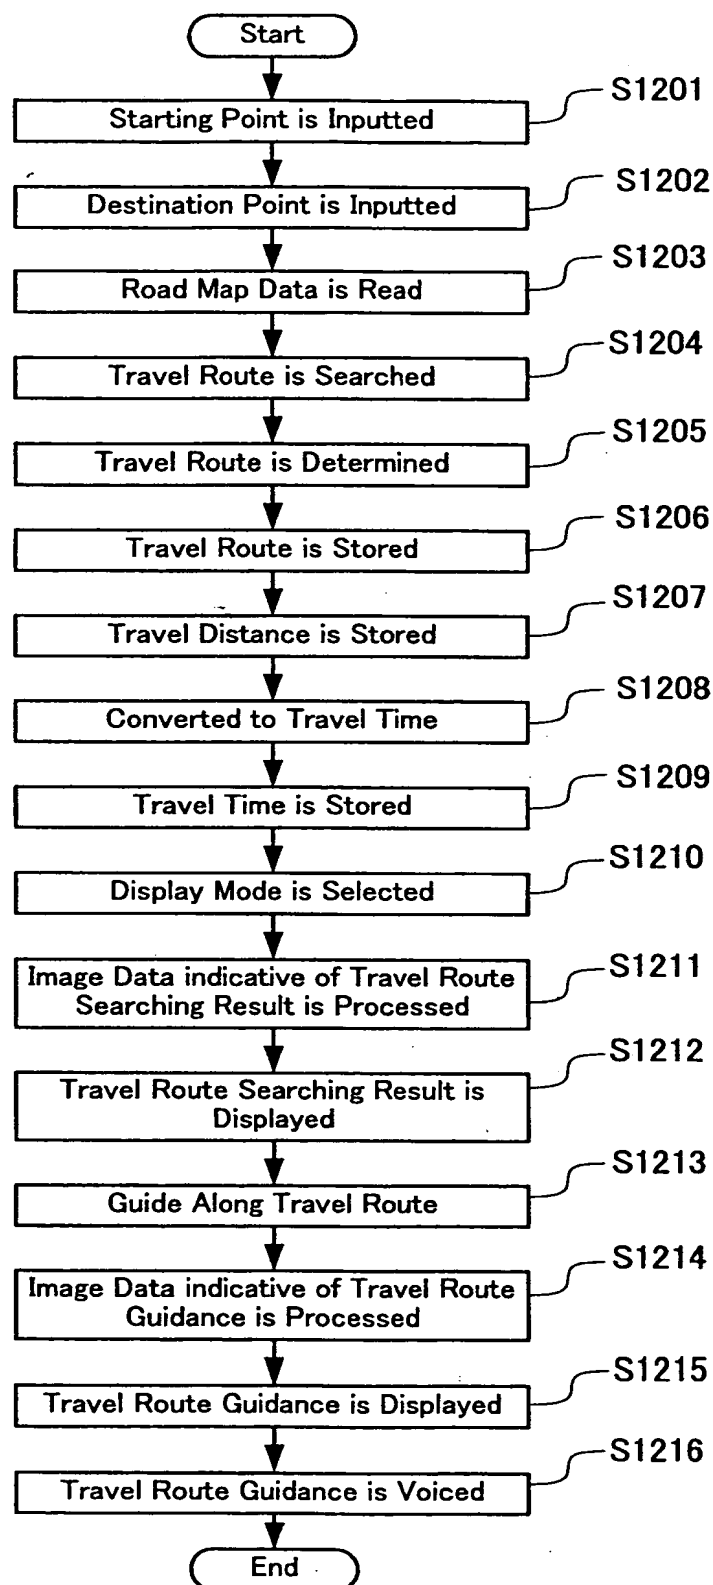 Start
Starting Point is Inputted
S1201
Destination Point is Inputted
S1202
Road Map Data is Read
S1203
Travel Route is Searched
S1204
Travel Route is Determined
S1205
Travel Route is Stored
S1206
Travel Distance is Stored
S1207
Converted to Travel Time
S1208
Travel Time is Stored
S1209
Display Mode is Selected
S1210
Image Data indicative of Travel Route
Searching Result is Processed
S1211
Travel Route Searching Result is
Displayed
S1212
Guide Along Travel Route
S1213
Image Data indicative of Travel Route
Guidance is Processed
S1214
Travel Route Guidance is Displayed
S1215
Travel Route Guidance is Voiced
S1216
End